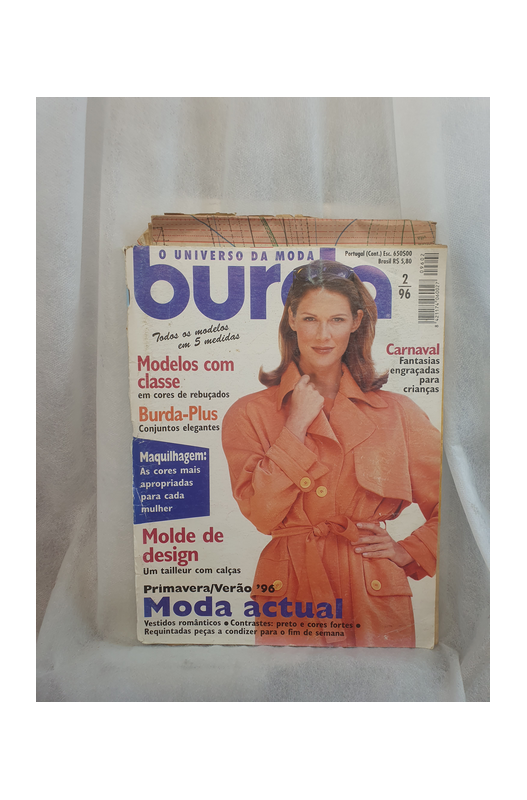 O UNIVERSO DA MODA
Portugal (Cont.) Esc. 650$00
Brasil R$ 5,80
burda
2
96
Todos os modelos
em 5 medidas
Modelos com
classe
em cores de rebuçados
Burda-Plus
Conjuntos elegantes
Carnaval
Fantasias
engraçadas
para
crianças
Maquilhagem:
As cores mais
apropriadas
para cada
mulher
Molde de
design
Um tailleur com calças
Primavera/Verão '96
Moda actual
Vestidos românticos • Contrastes: preto e cores fortes •
Requintadas peças a condizer para o fim de semana